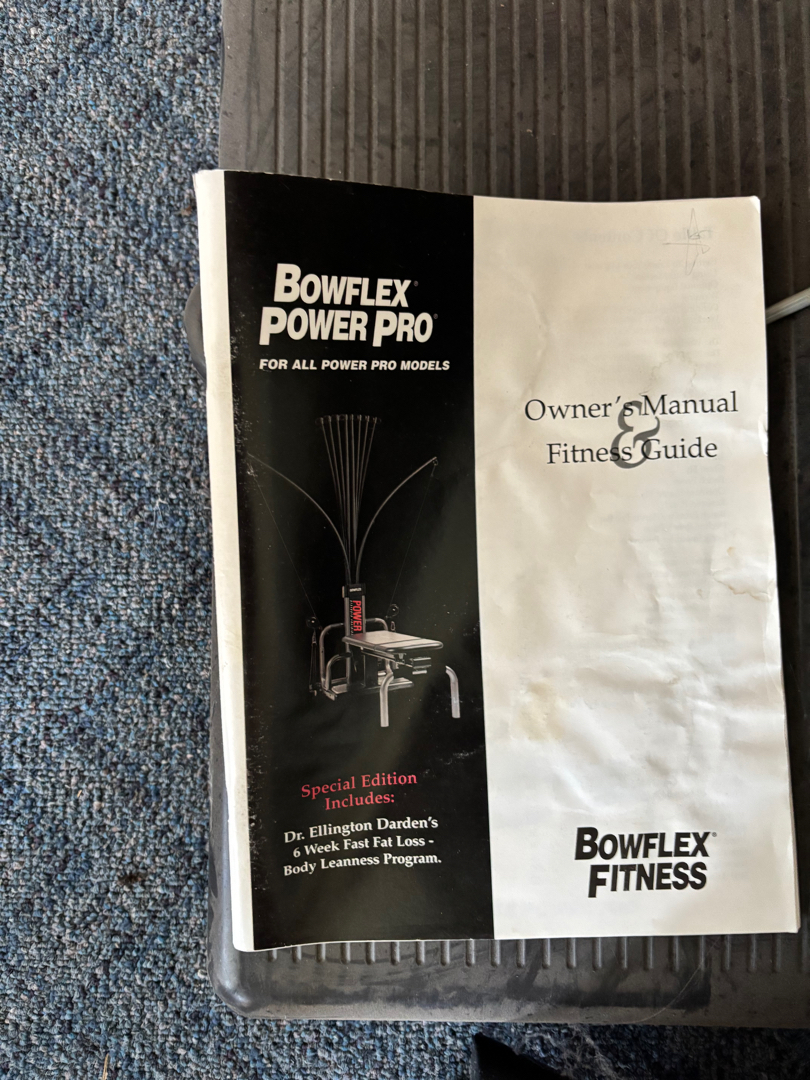 BOWFLEX®
POWER PRO®
FOR ALL POWER PRO MODELS
BOWFLEX
POWER
Special Edition
Includes:
Dr. Ellington Darden's
6 Week Fast Fat Loss -
Body Leanness Program.
Owner's Manual
&
Fitness Guide
BOWFLEX®
FITNESS